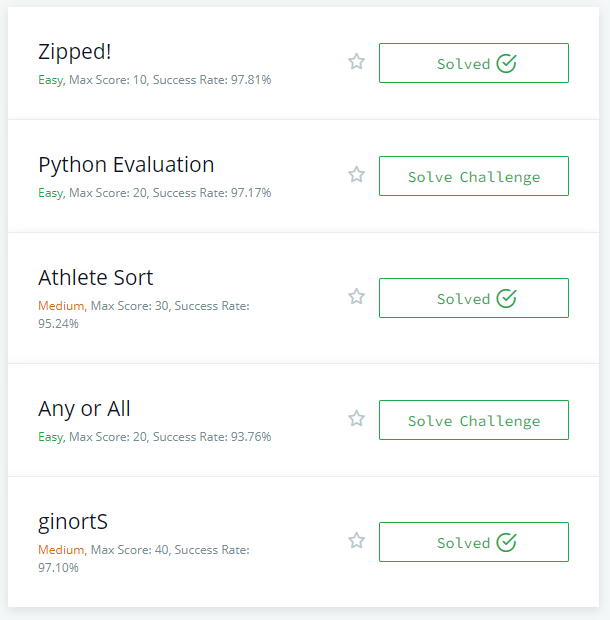 Zipped!
Easy, Max Score: 10, Success Rate: 97.81%
Solved
Python Evaluation
Easy, Max Score: 20, Success Rate: 97.17%
Solve Challenge
Athlete Sort
Medium, Max Score: 30, Success Rate:
95.24%
Solved
Any or All
Easy, Max Score: 20, Success Rate: 93.76%
Solve Challenge
ginortS
Medium, Max Score: 40, Success Rate:
97.10%
Solved